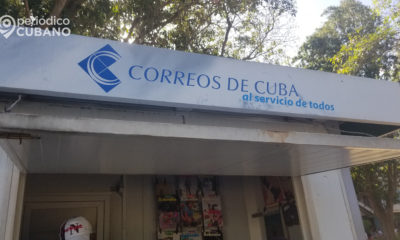 periódico
CUBANO
CORREOS DE CUBA
al servicio de todos